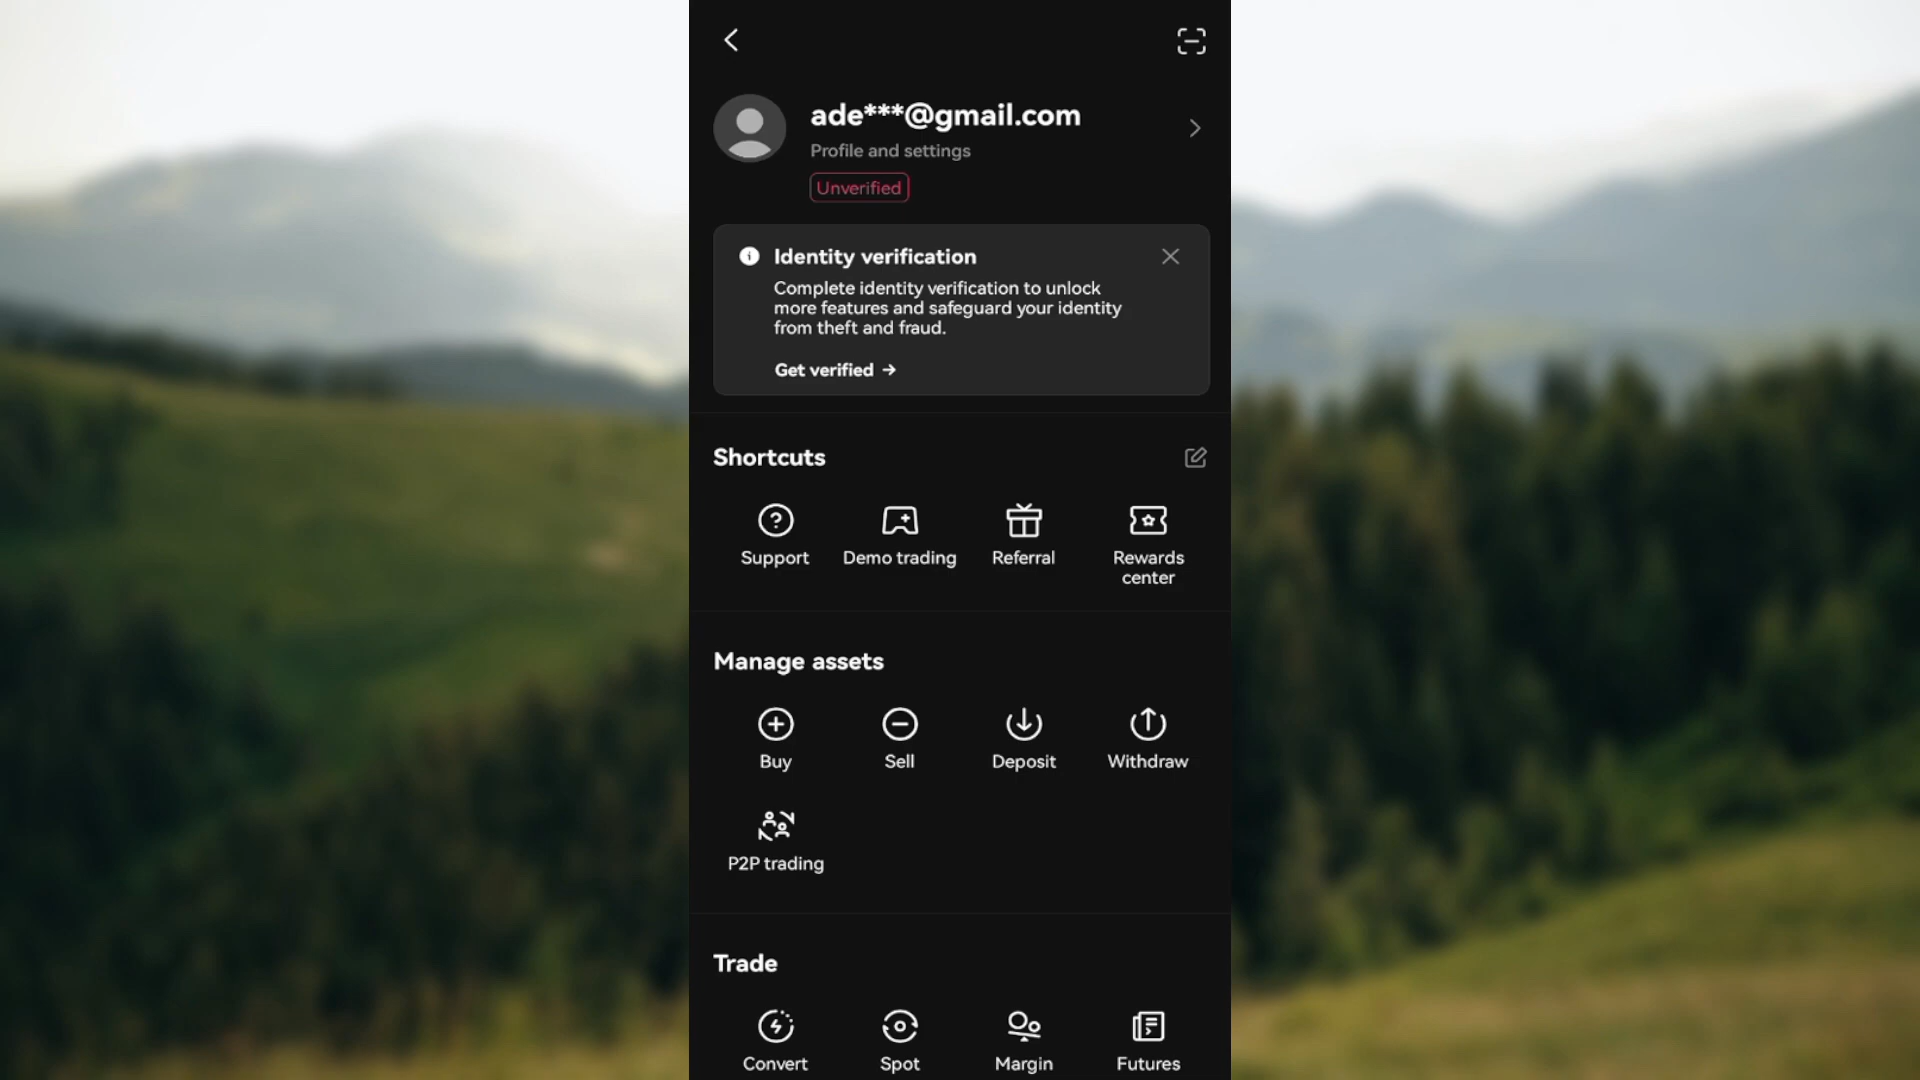 ade***@gmail.com
Profile and settings
Unverified
Identity verification
Complete identity verification to unlock
more features and safeguard your identity
from theft and fraud.
Get verified →
Shortcuts
Support
Demo trading
Referral
Rewards
center
Manage assets
Buy
Sell
Deposit
Withdraw
P2P trading
Trade
Convert
Spot
Margin
Futures